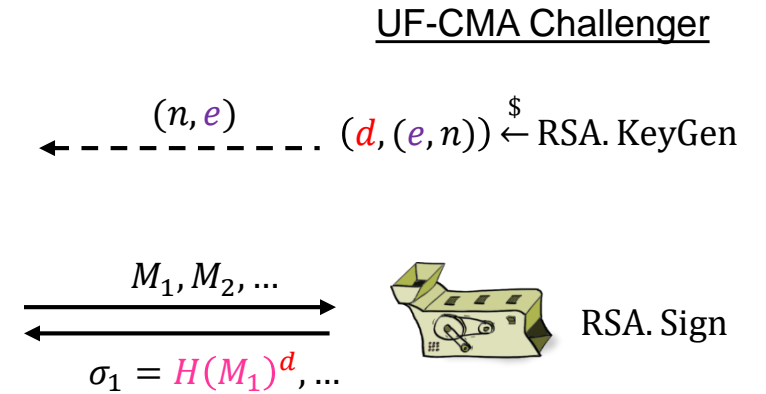 UF-CMA Challenger
(n, e)
(d, (e, n)) $← RSA. KeyGen
M₁, M₂, …
RSA. Sign
σ₁ = H(M₁)ᵈ, …